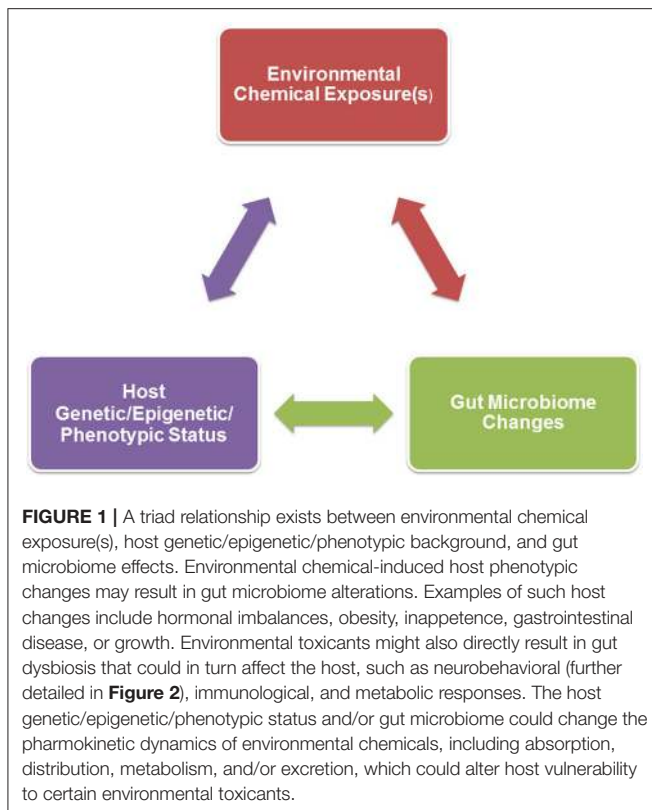 Environmental
Chemical Exposure(s)
Host
Genetic/Epigenetic/
Phenotypic Status
Gut Microbiome
Changes
FIGURE 1 | A triad relationship exists between environmental chemical
exposure(s), host genetic/epigenetic/phenotypic background, and gut
microbiome effects. Environmental chemical-induced host phenotypic
changes may result in gut microbiome alterations. Examples of such host
changes include hormonal imbalances, obesity, inappetence, gastrointestinal
disease, or growth. Environmental toxicants might also directly result in gut
dysbiosis that could in turn affect the host, such as neurobehavioral (further
detailed in Figure 2), immunological, and metabolic responses. The host
genetic/epigenetic/phenotypic status and/or gut microbiome could change the
pharmokinetic dynamics of environmental chemicals, including absorption,
distribution, metabolism, and/or excretion, which could alter host vulnerability
to certain environmental toxicants.